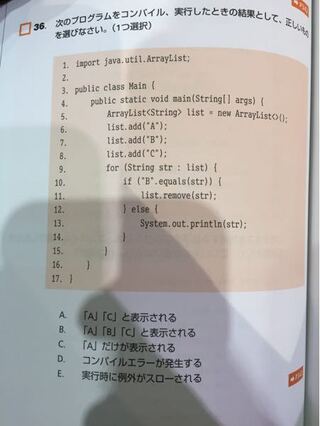 36. 次のプログラムをコンパイル、実行したときの結果として、正しいもの
を選びなさい。(1つ選択)
1. import java.util.ArrayList;
2.
3. public class Main {
4. public static void main(String[] args) {
5. ArrayList<String> list = new ArrayList<>();
6. list.add("A");
7. list.add("B");
8. list.add("C");
9. for (String str : list) {
10. if ("B".equals(str)) {
11. list.remove(str);
12. } else {
13. System.out.println(str);
14. }
15. }
16. }
17. }
A. 「A」「C」と表示される
B. 「A」「B」「C」と表示される
C. 「A」だけが表示される
D. コンパイルエラーが発生する
E. 実行時に例外がスローされる